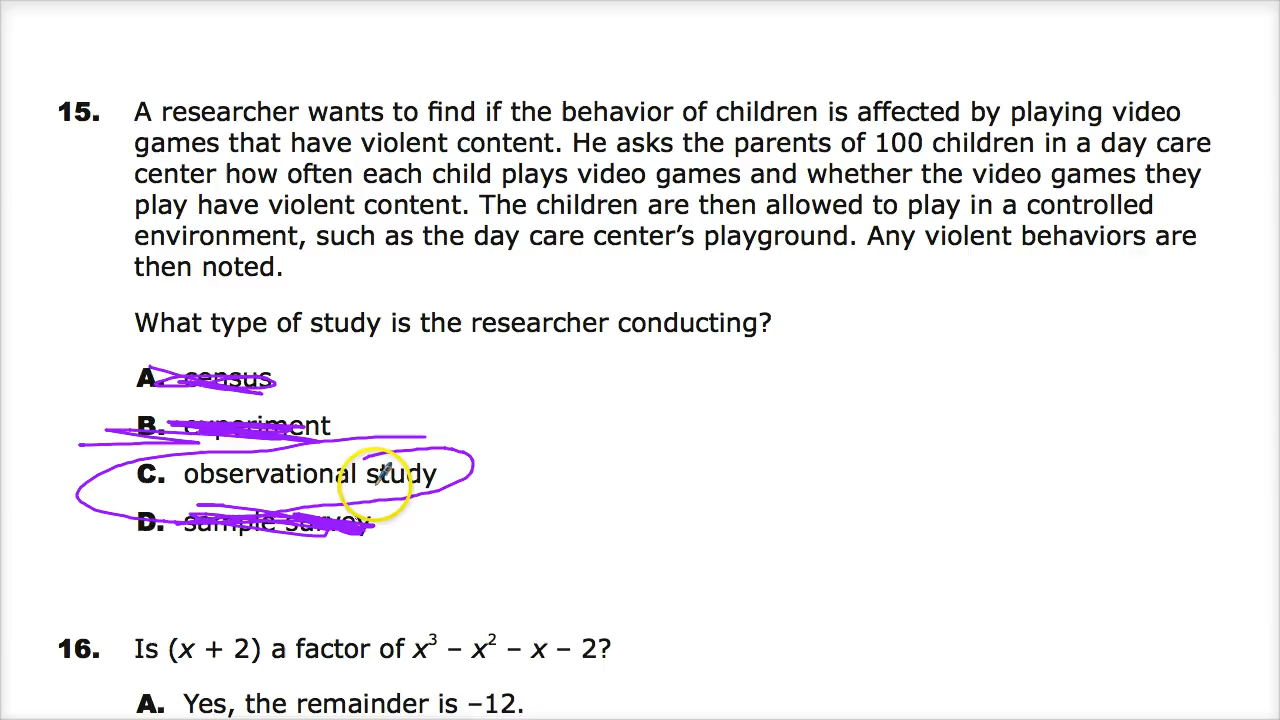 15. A researcher wants to find if the behavior of children is affected by playing video
games that have violent content. He asks the parents of 100 children in a day care
center how often each child plays video games and whether the video games they
play have violent content. The children are then allowed to play in a controlled
environment, such as the day care center’s playground. Any violent behaviors are
then noted.
What type of study is the researcher conducting?
A. census
B. experiment
C. observational study
D. sample survey
16. Is (x + 2) a factor of x³ – x² – x – 2?
A. Yes, the remainder is –12.